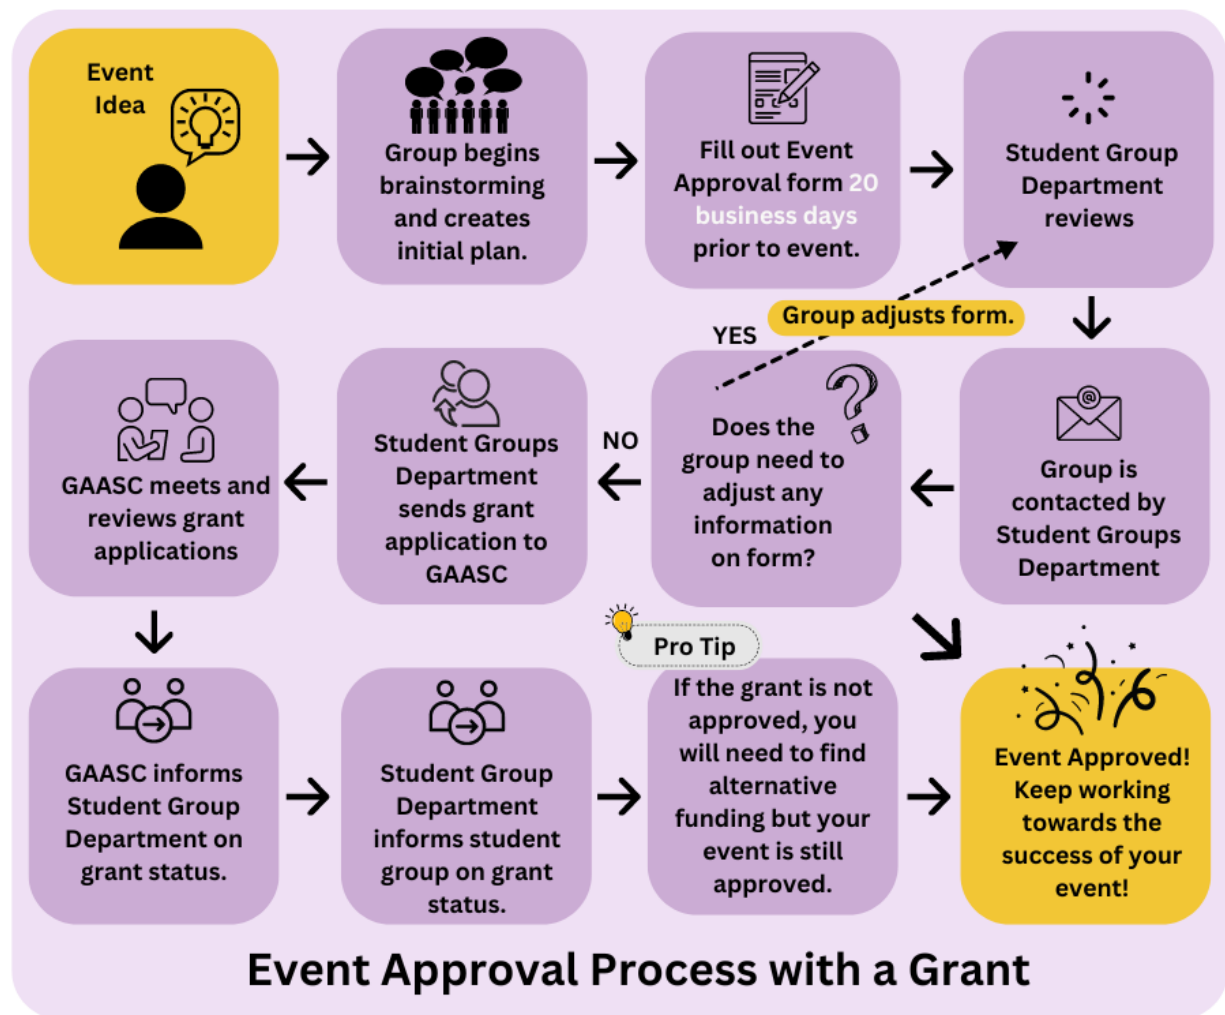 Event
Idea
Group begins
brainstorming
and creates
initial plan.
Fill out Event
Approval form 20
business days
prior to event.
Student Group
Department
reviews
Group adjusts form.
YES
Group is
contacted by
Student Groups
Department
@
Does the
group need to
adjust any
information
on form?
?
NO
Student Groups
Department
sends grant
application to
GAASC
GAASC meets and
reviews grant
applications
GAASC informs
Student Group
Department on
grant status.
Student Group
Department
informs student
group on grant
status.
Pro Tip
If the grant is not
approved, you
will need to find
alternative
funding but your
event is still
approved.
Event Approved!
Keep working
towards the
success of your
event!
Event Approval Process with a Grant